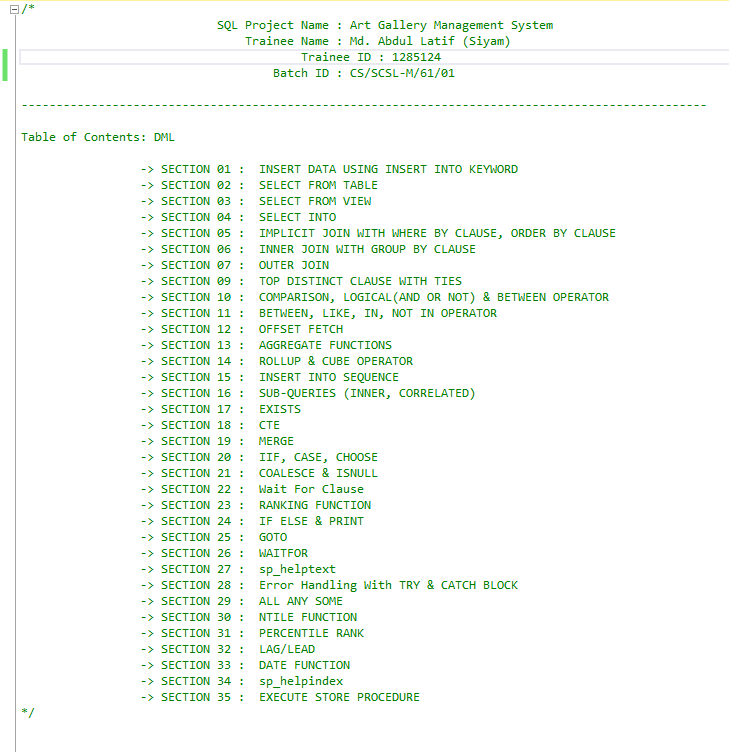 /*
SQL Project Name : Art Gallery Management System
Trainee Name : Md. Abdul Latif (Siyam)
Trainee ID : 1285124
Batch ID : CS/SCSL-M/61/01
--------------------------------------------------------------------------------------------------
Table of Contents: DML
-> SECTION 01 :  INSERT DATA USING INSERT INTO KEYWORD
-> SECTION 02 :  SELECT FROM TABLE
-> SECTION 03 :  SELECT FROM VIEW
-> SECTION 04 :  SELECT INTO
-> SECTION 05 :  IMPLICIT JOIN WITH WHERE BY CLAUSE, ORDER BY CLAUSE
-> SECTION 06 :  INNER JOIN WITH GROUP BY CLAUSE
-> SECTION 07 :  OUTER JOIN
-> SECTION 09 :  TOP DISTINCT CLAUSE WITH TIES
-> SECTION 10 :  COMPARISON, LOGICAL(AND OR NOT) & BETWEEN OPERATOR
-> SECTION 11 :  BETWEEN, LIKE, IN, NOT IN OPERATOR
-> SECTION 12 :  OFFSET FETCH
-> SECTION 13 :  AGGREGATE FUNCTIONS
-> SECTION 14 :  ROLLUP & CUBE OPERATOR
-> SECTION 15 :  INSERT INTO SEQUENCE
-> SECTION 16 :  SUB-QUERIES (INNER, CORRELATED)
-> SECTION 17 :  EXISTS
-> SECTION 18 :  CTE
-> SECTION 19 :  MERGE
-> SECTION 20 :  IIF, CASE, CHOOSE
-> SECTION 21 :  COALESCE & ISNULL
-> SECTION 22 :  Wait For Clause
-> SECTION 23 :  RANKING FUNCTION
-> SECTION 24 :  IF ELSE & PRINT
-> SECTION 25 :  GOTO
-> SECTION 26 :  WAITFOR
-> SECTION 27 :  sp_helptext
-> SECTION 28 :  Error Handling With TRY & CATCH BLOCK
-> SECTION 29 :  ALL ANY SOME
-> SECTION 30 :  NTILE FUNCTION
-> SECTION 31 :  PERCENTILE RANK
-> SECTION 32 :  LAG/LEAD
-> SECTION 33 :  DATE FUNCTION
-> SECTION 34 :  sp_helpindex
-> SECTION 35 :  EXECUTE STORE PROCEDURE
*/